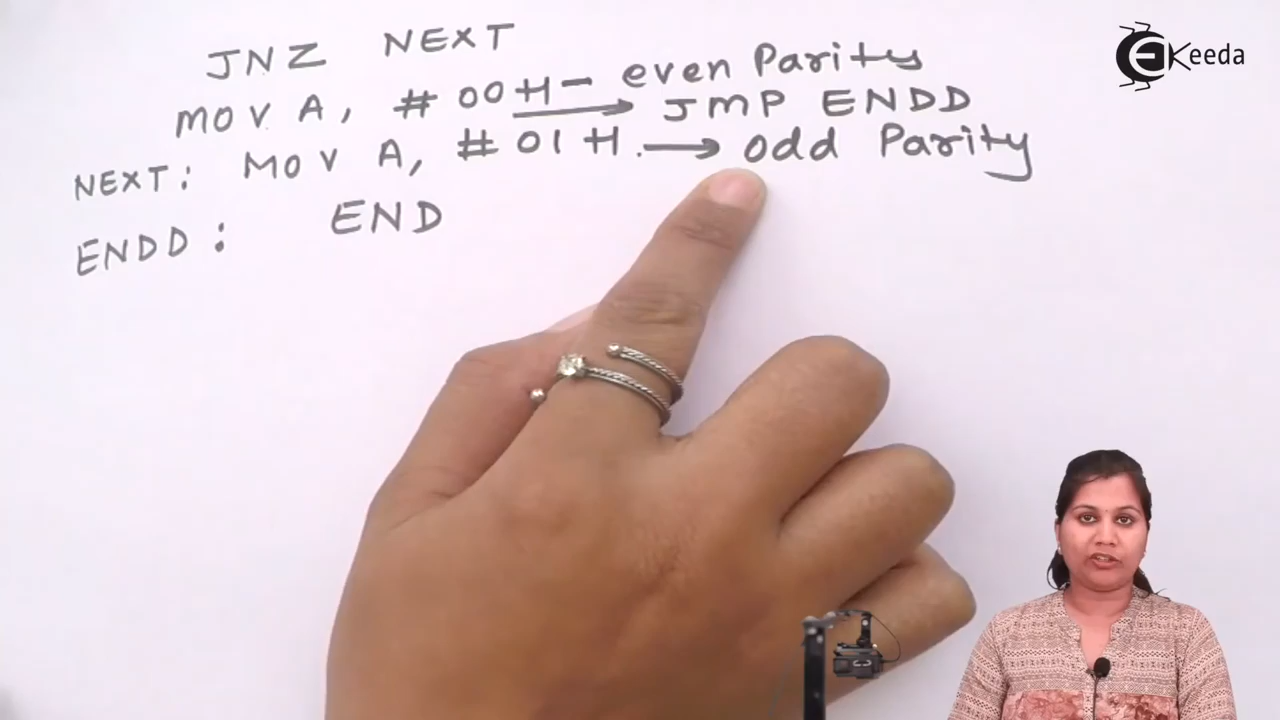 JNZ NEXT
MOV A, # 00H - even Parity
→ JMP ENDD
NEXT: MOV A, # 01H. → odd Parity
ENDD: END
EKeeda